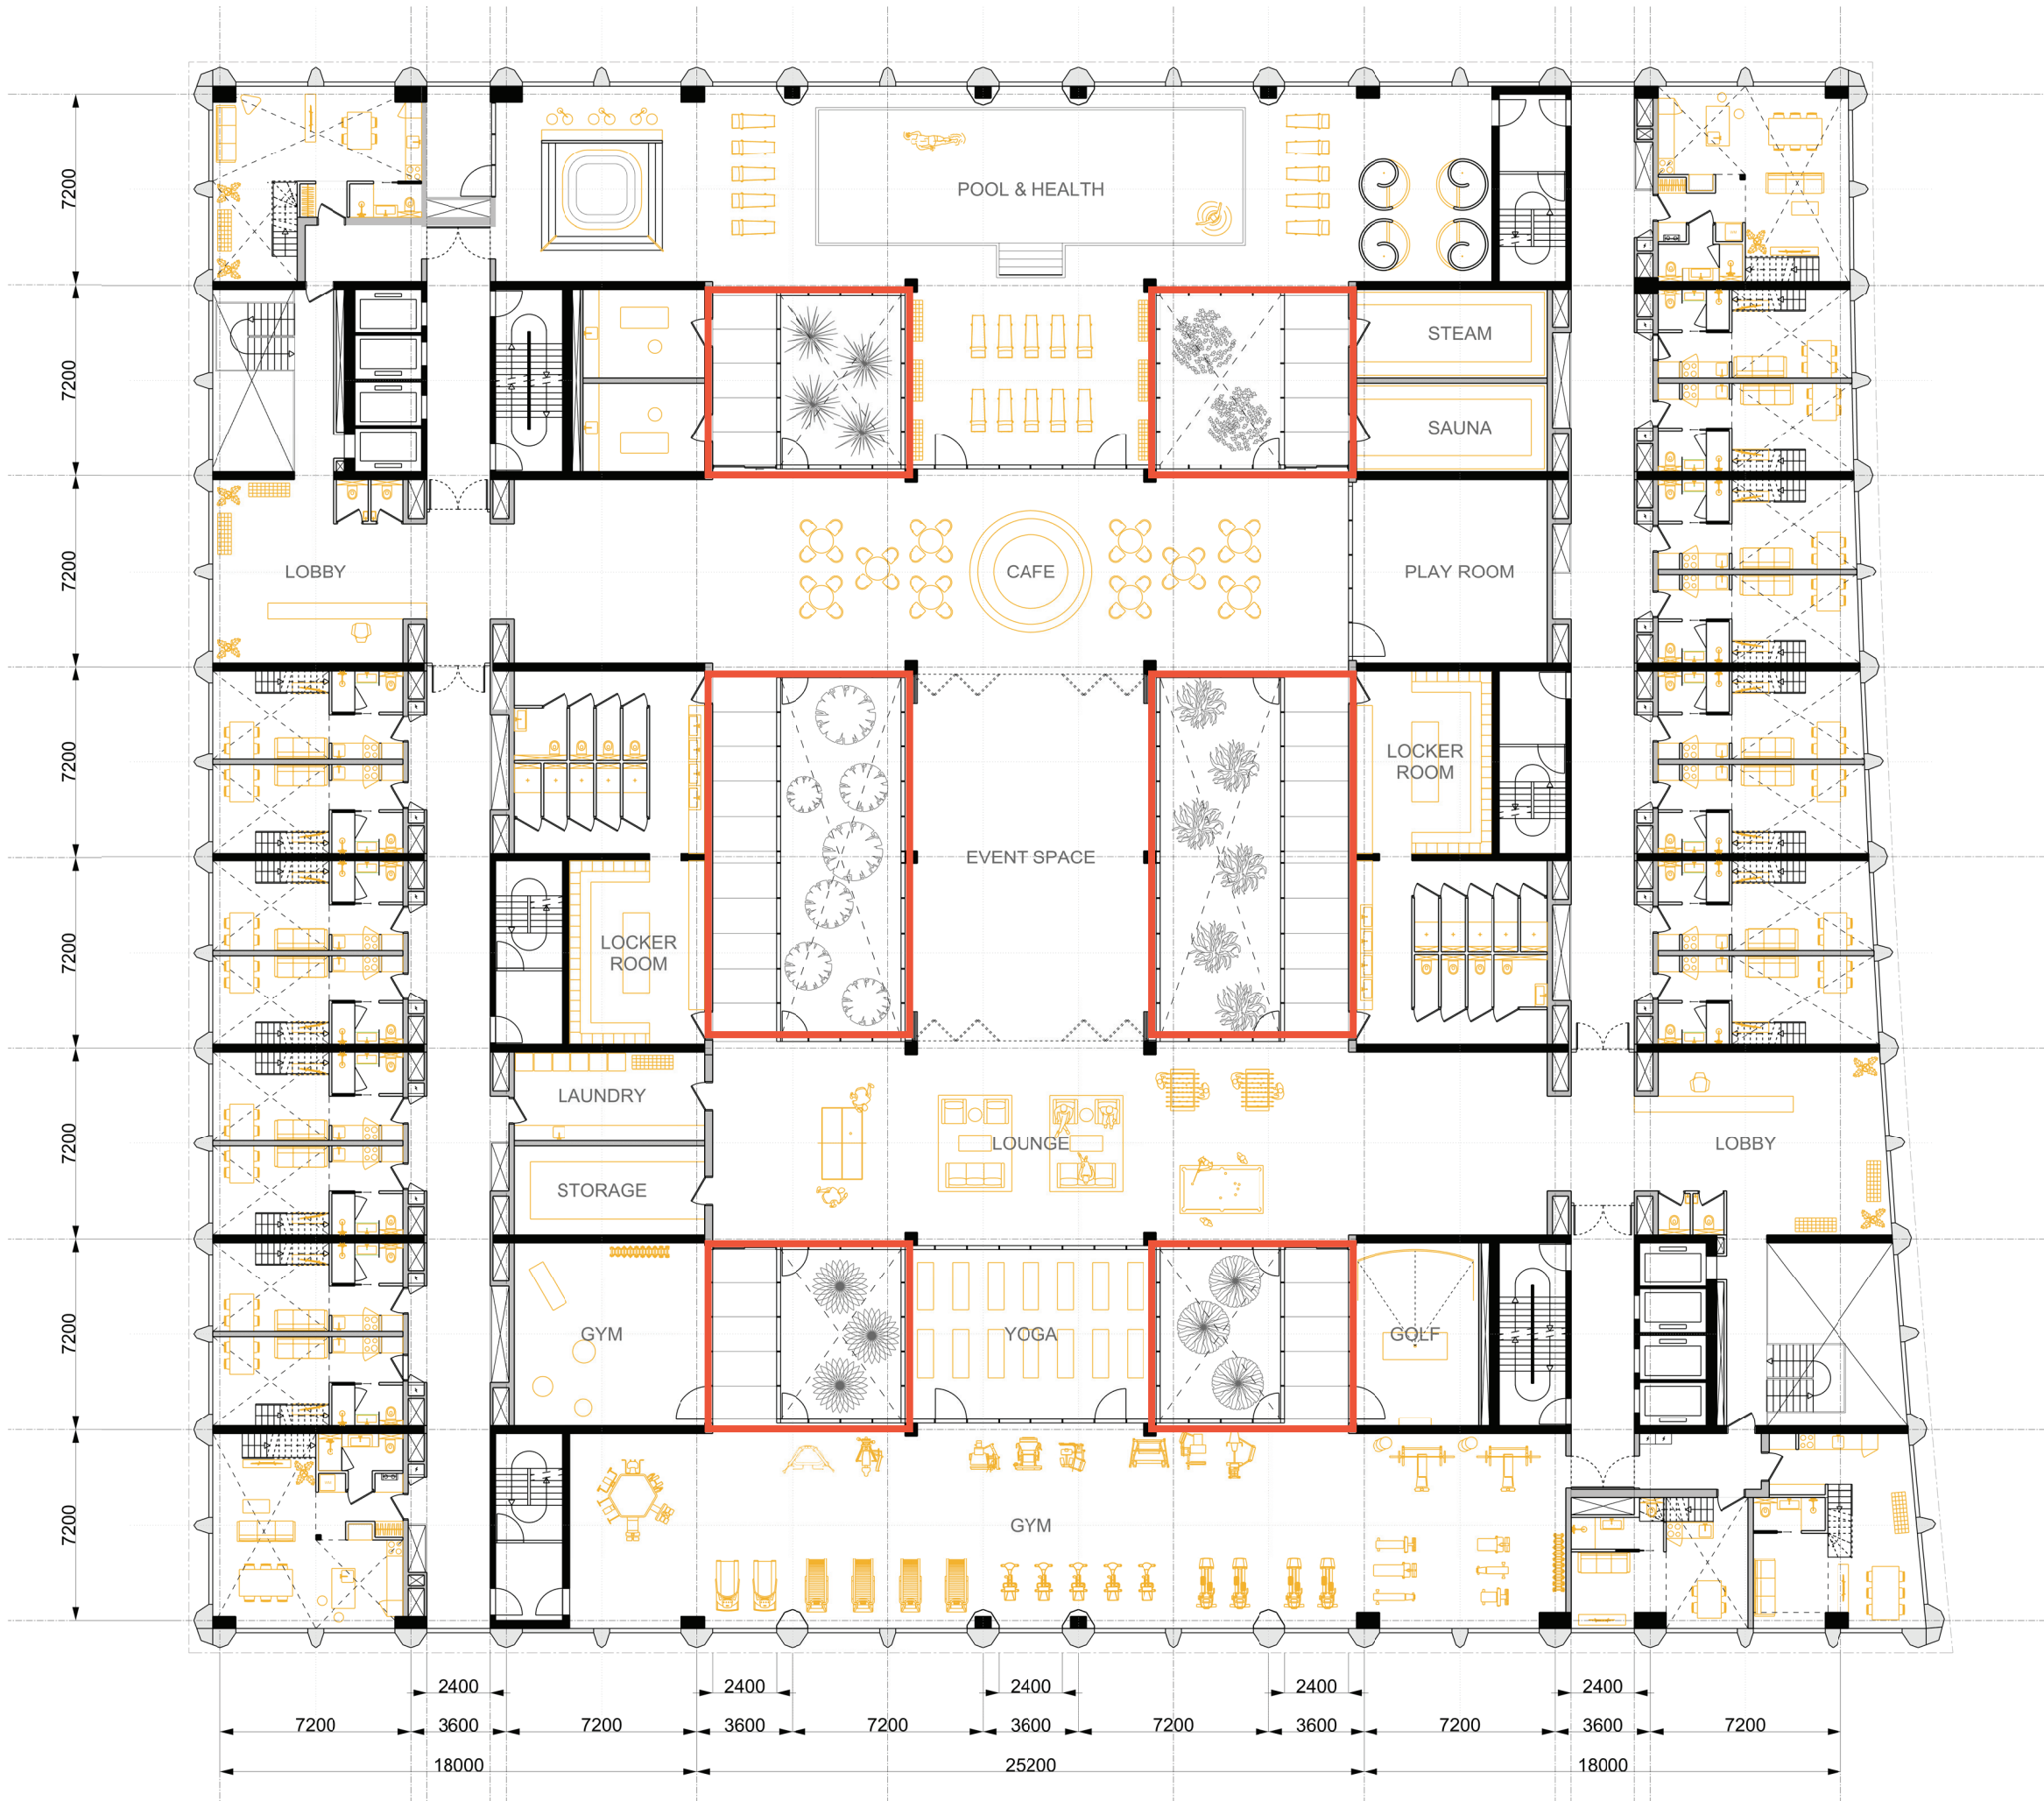 7200
POOL & HEALTH
7200
STEAM
SAUNA
7200
LOBBY
CAFE
PLAY ROOM
7200
LOCKER
ROOM
EVENT SPACE
7200
LOCKER
ROOM
7200
LAUNDRY
LOUNGE
LOBBY
STORAGE
7200
GYM
YOGA
GOLF
7200
GYM
2400 2400 2400 2400 2400
7200 3600 7200 3600 7200 3600 7200 3600 7200 3600 7200
18000 25200 18000